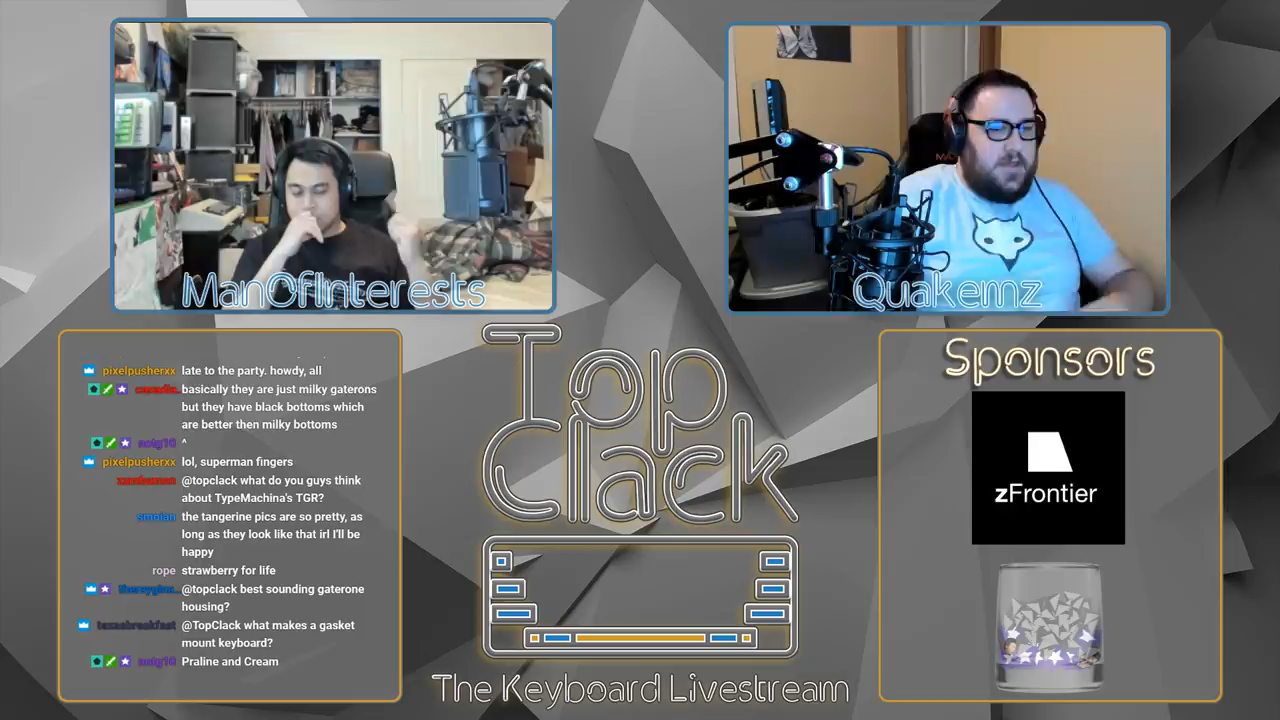 ManOfInterests
Quakemz
pixelpusherxx late to the party. howdy, all
basically they are just milky gaterons
but they have black bottoms which
are better then milky bottoms
notg10 ^
pixelpusherxx lol, superman fingers
@topclack what do you guys think
about TypeMachina's TGR?
smolan the tangerine pics are so pretty, as
long as they look like that irl I'll be
happy
rope strawberry for life
@topclack best sounding gaterone
housing?
texasbreakfast @TopClack what makes a gasket
mount keyboard?
notg10 Praline and Cream
Top
Clack
The Keyboard Livestream
Sponsors
zFrontier